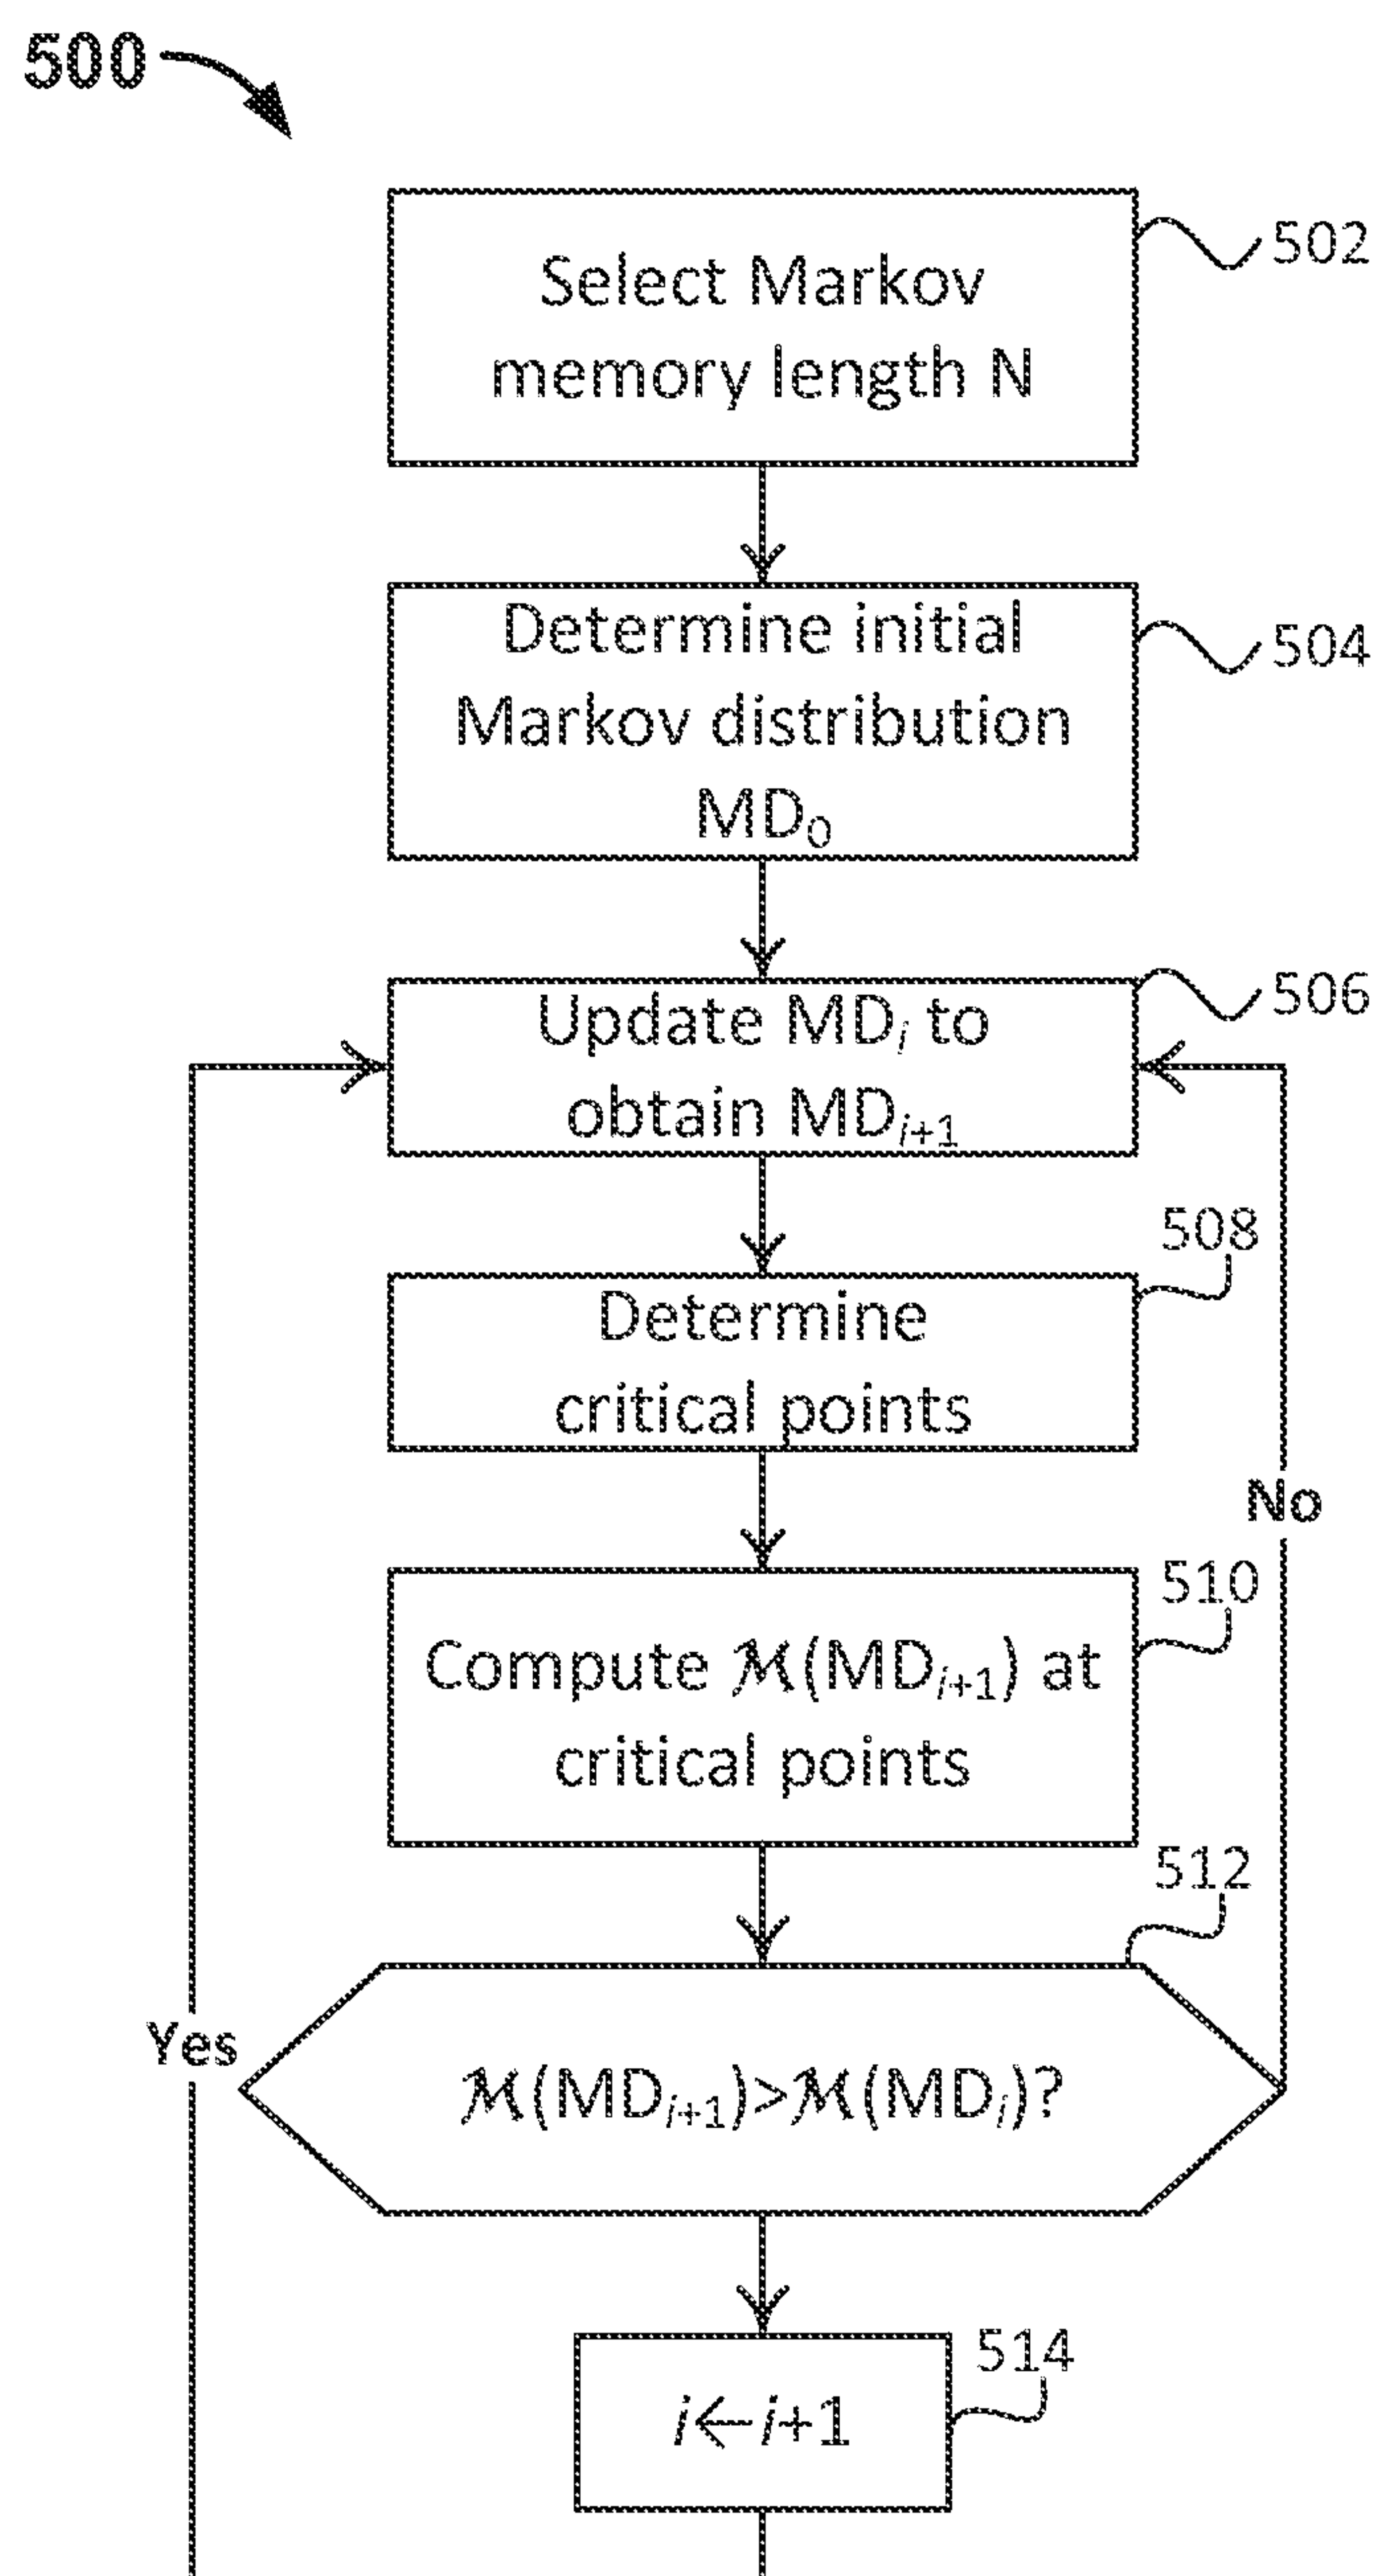 500
Select Markov
memory length N
502
Determine initial
Markov distribution
MD₀
504
Update MDᵢ to
obtain MDᵢ₊₁
506
Determine
critical points
508
No
Compute ℳ(MDᵢ₊₁) at
critical points
510
512
Yes
ℳ(MDᵢ₊₁)>ℳ(MDᵢ)?
i←i+1
514